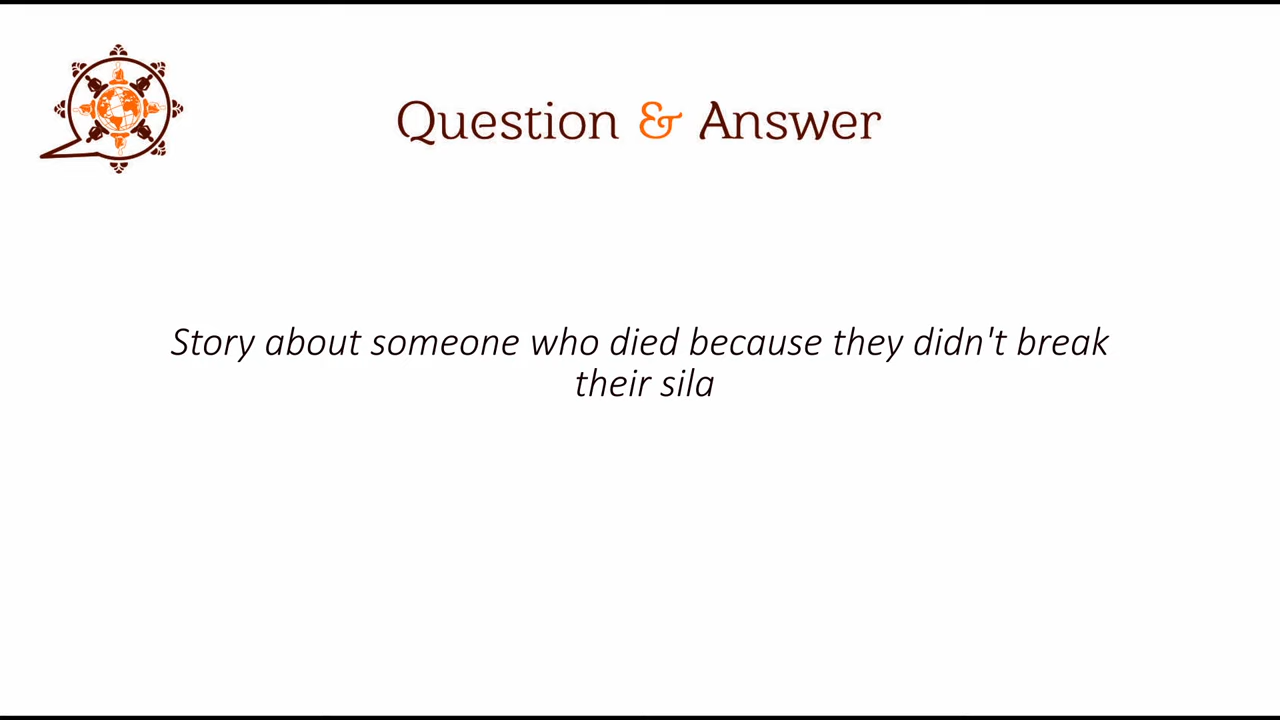 Question & Answer
Story about someone who died because they didn't break
their sila